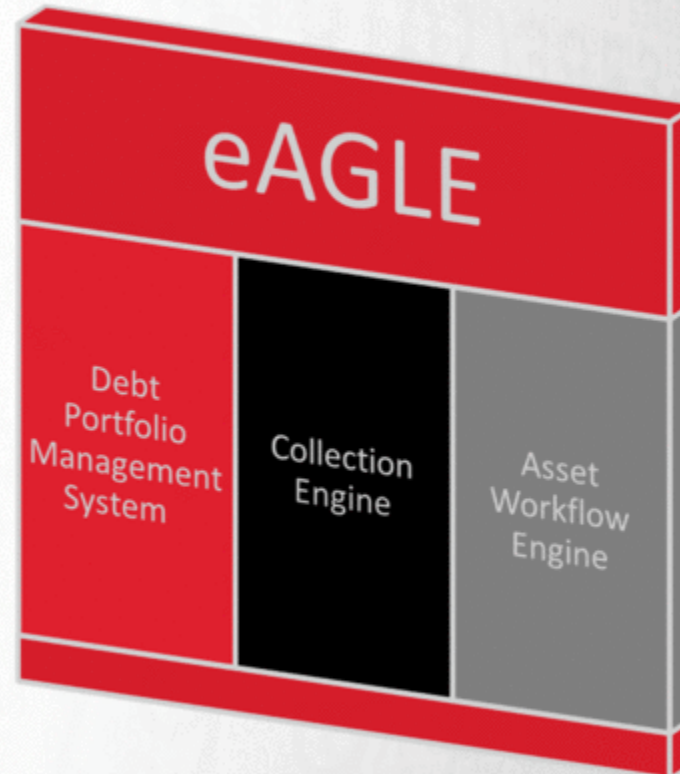 eAGLE
Debt
Portfolio
Management
System
Collection
Engine
Asset
Workflow
Engine